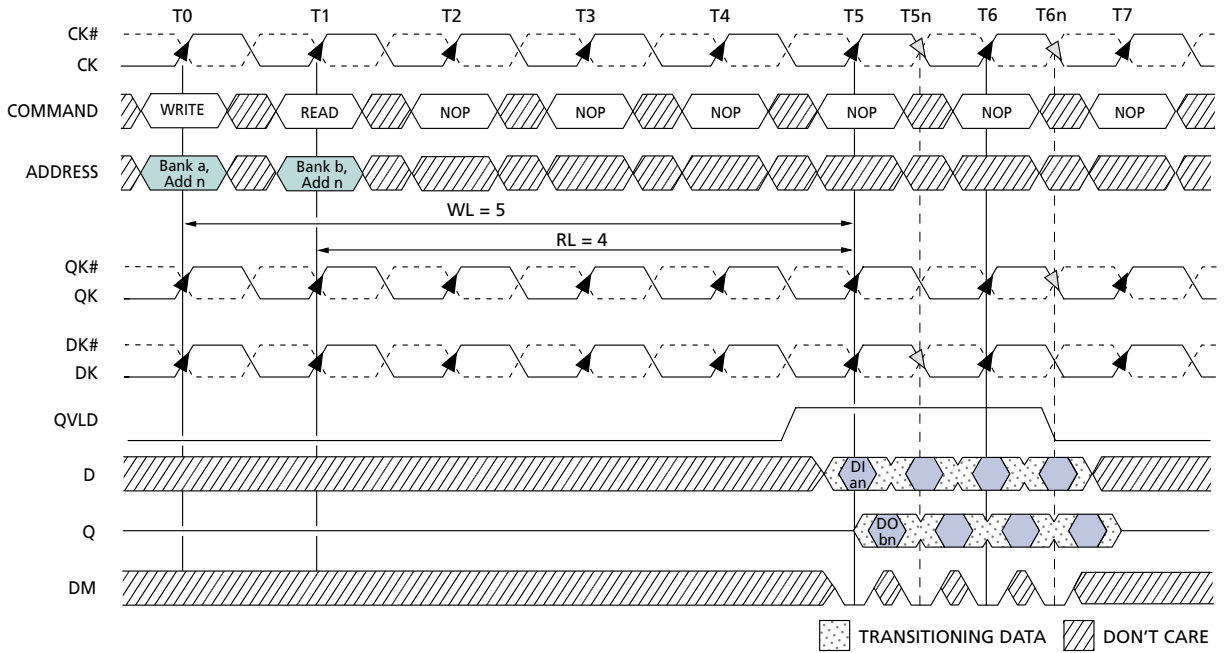 T0 T1 T2 T3 T4 T5 T5n T6 T6n T7
CK#
CK
COMMAND WRITE READ NOP NOP NOP NOP NOP NOP
ADDRESS Bank a, Add n Bank b, Add n
WL = 5
RL = 4
QK#
QK
DK#
DK
QVLD
D DI an
Q DO bn
DM
TRANSITIONING DATA DON'T CARE